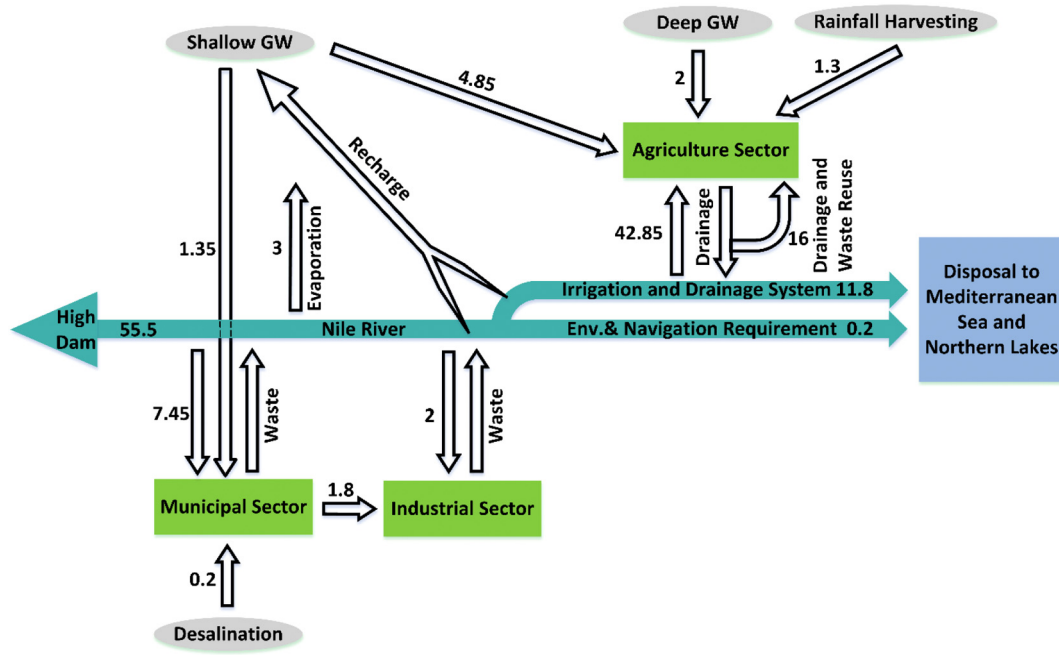 Shallow GW
Deep GW
Rainfall Harvesting
4.85
2
1.3
Agriculture Sector
Recharge
1.35
3
Evaporation
42.85
Drainage
16
Drainage and
Waste Reuse
Disposal to
Mediterranean
Sea and
Northern Lakes
Irrigation and Drainage System 11.8
High
Dam
55.5
Nile River
Env.& Navigation Requirement 0.2
7.45
Waste
2
Waste
Municipal Sector
1.8
Industrial Sector
0.2
Desalination